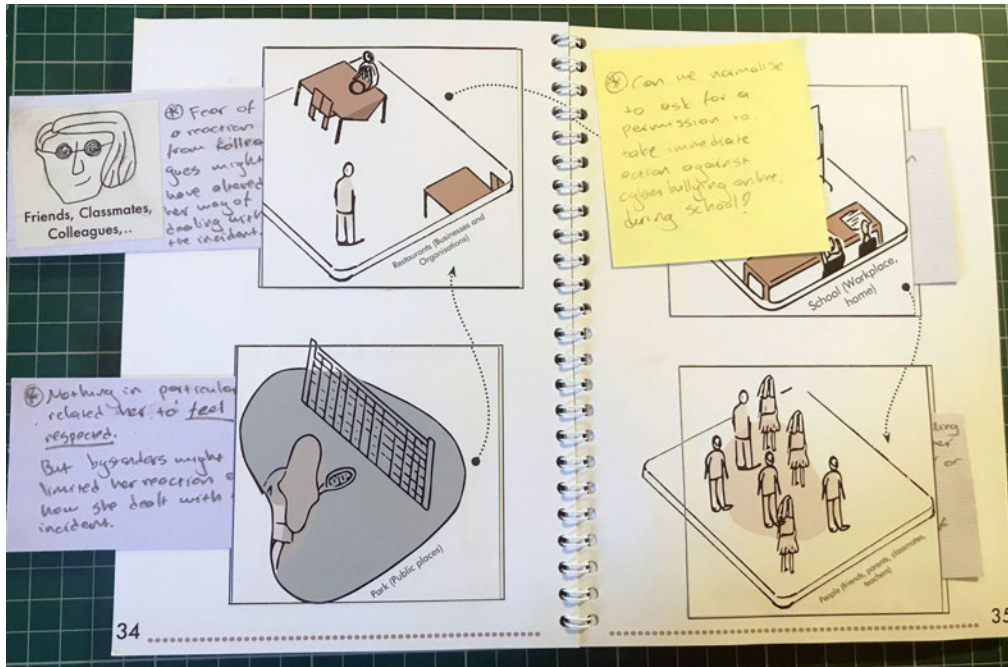 Friends, Classmates,
Colleagues,..
* Fear of
a reaction
from Kollea
gues might
have altered
her way of
dealing with
the incident.
Restaurants (Businesses and
Organisations)
* Can we normalise
to ask for a
permission to
take immediate
action against
cyberbullying online,
during school?
School (Workplace,
home)
* Nothing in particular
related her to feel
respected.
But bystanders might
limited her reaction
how she dealt with
incident.
Park (Public places)
People (friends, parents, classmates,
teachers)
34
35